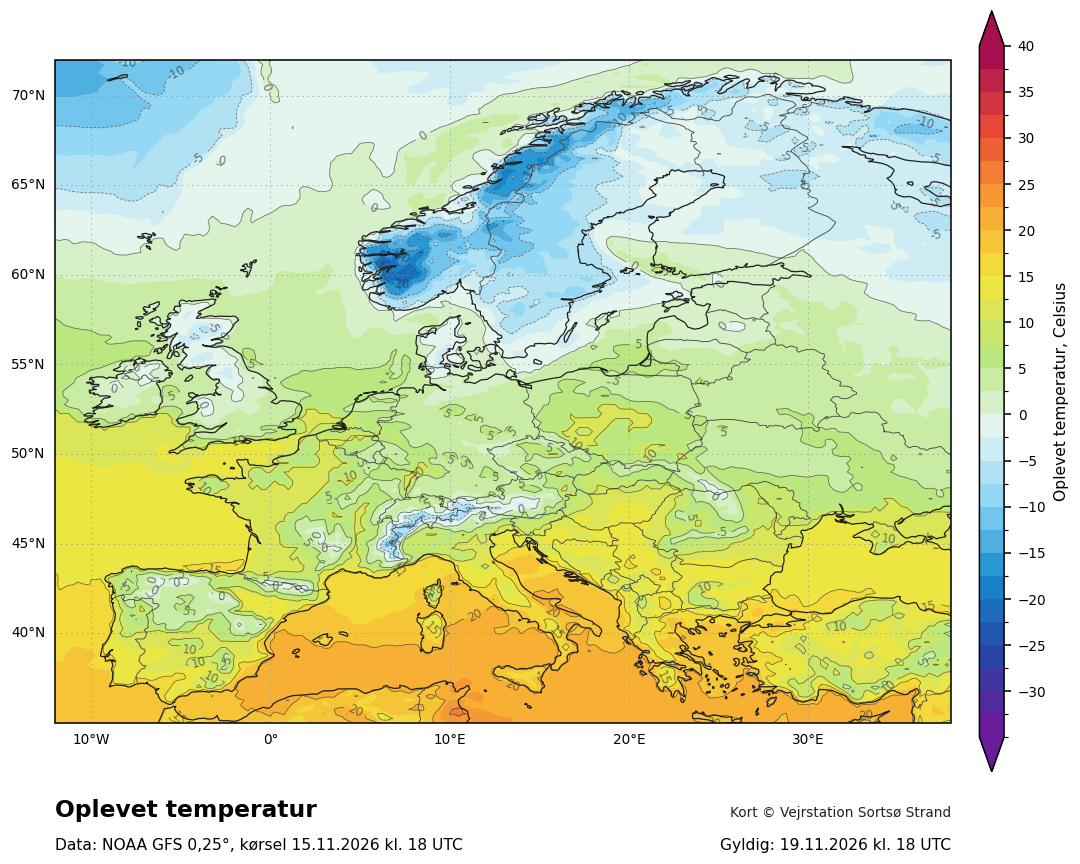 70°N
65°N
60°N
55°N
50°N
45°N
40°N
10°W
0°
10°E
20°E
30°E
40
35
30
25
20
15
10
5
0
−5
−10
−15
−20
−25
−30
Oplevet temperatur, Celsius
Oplevet temperatur
Kort © Vejrstation Sortsø Strand
Data: NOAA GFS 0,25°, kørsel 15.11.2026 kl. 18 UTC
Gyldig: 19.11.2026 kl. 18 UTC